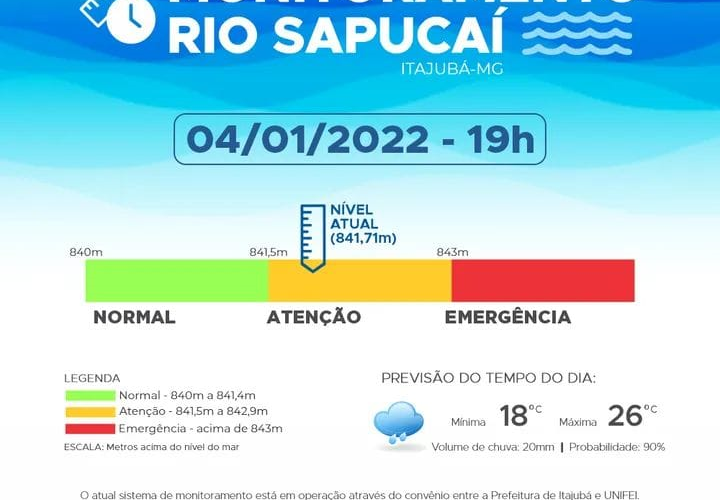 MONITORAMENTO
RIO SAPUCAÍ
ITAJUBÁ-MG
04/01/2022 - 19h
NÍVEL
ATUAL
(841,71m)
840m 841,5m 843m
NORMAL ATENÇÃO EMERGÊNCIA
LEGENDA
Normal - 840m a 841,4m
Atenção - 841,5m a 842,9m
Emergência - acima de 843m
ESCALA: Metros acima do nível do mar
PREVISÃO DO TEMPO DO DIA:
Mínima 18°C Máxima 26°C
Volume de chuva: 20mm | Probabilidade: 90%
O atual sistema de monitoramento está em operação através do convênio entre a Prefeitura de Itajubá e UNIFEI.